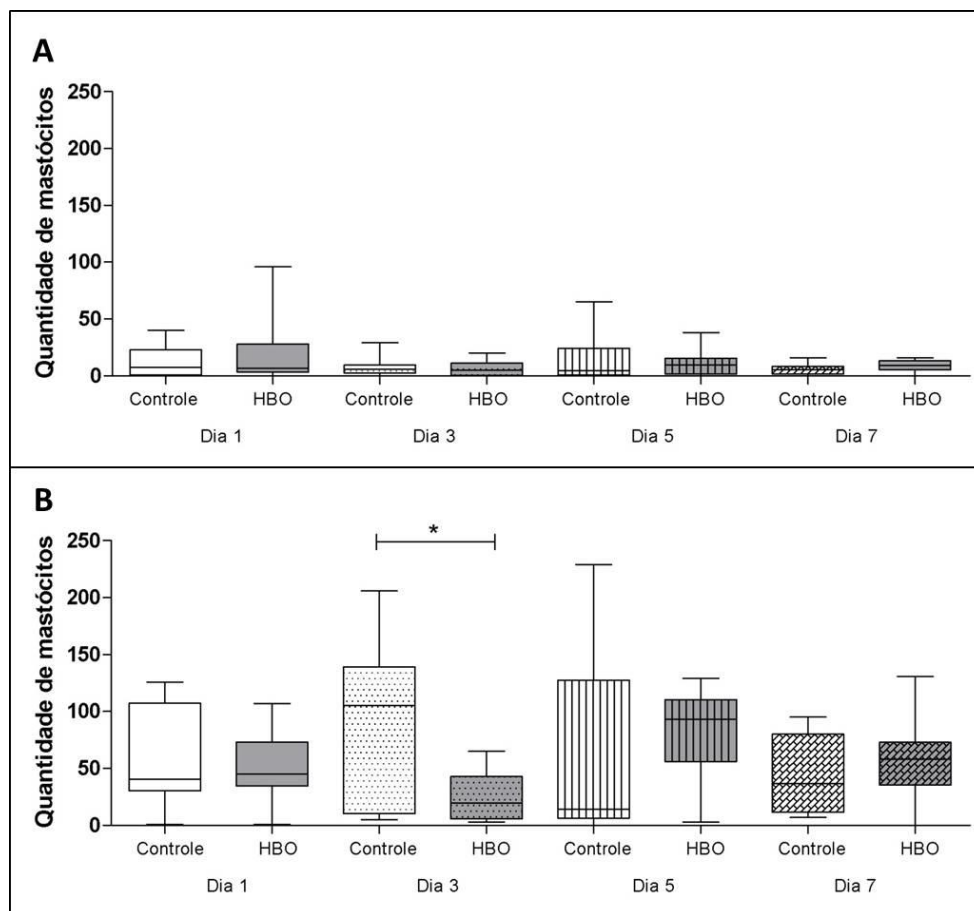 A
Quantidade de mastócitos
250
200
150
100
50
0
Controle HBO Controle HBO Controle HBO Controle HBO
Dia 1 Dia 3 Dia 5 Dia 7
B
Quantidade de mastócitos
250
200
150
100
50
0
*
Controle HBO Controle HBO Controle HBO Controle HBO
Dia 1 Dia 3 Dia 5 Dia 7